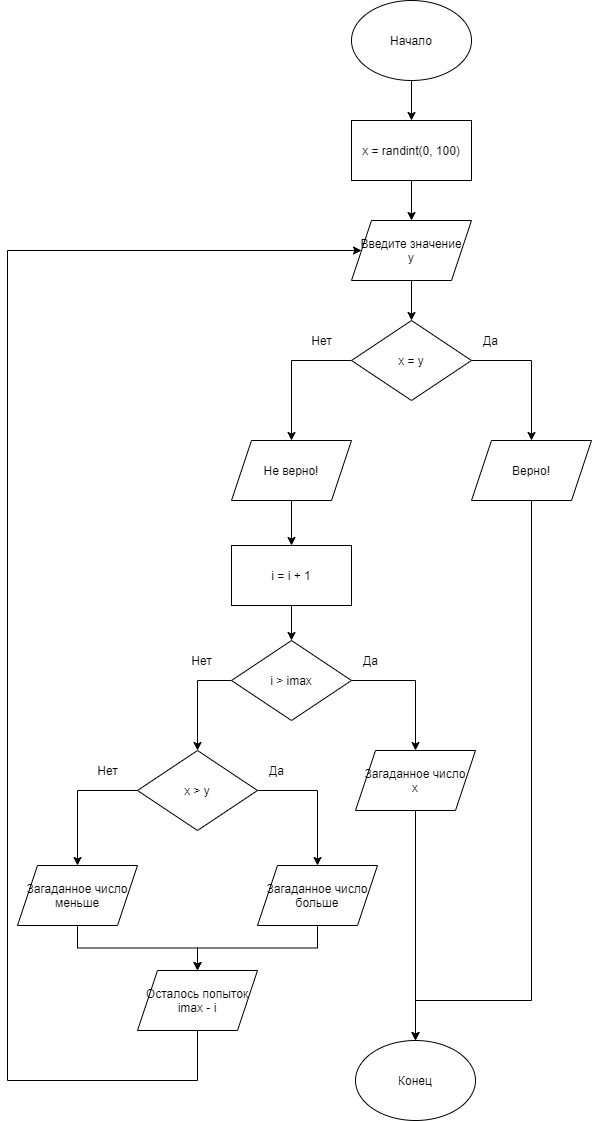 Начало
x = randint(0, 100)
Введите значение
y
Нет
Да
x = y
Не верно!
Верно!
i = i + 1
Нет
Да
i > imax
Нет
Да
x > y
Загаданное число
x
Загаданное число
меньше
Загаданное число
больше
Осталось попыток
imax - i
Конец